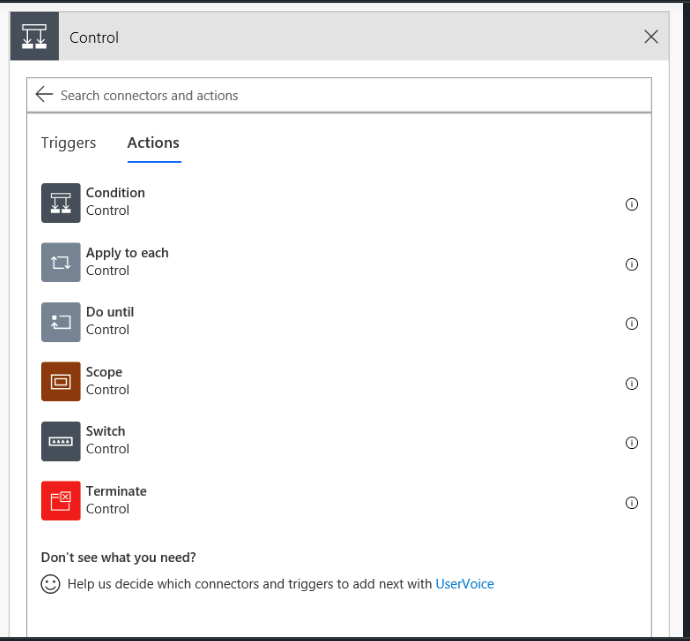 Control
Search connectors and actions
Triggers Actions
Condition
Control
Apply to each
Control
Do until
Control
Scope
Control
Switch
Control
Terminate
Control
Don't see what you need?
Help us decide which connectors and triggers to add next with UserVoice